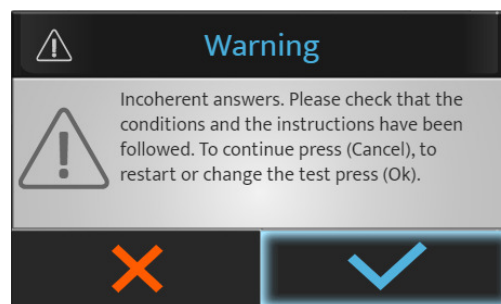 Warning
Incoherent answers. Please check that the
conditions and the instructions have been
followed. To continue press (Cancel), to
restart or change the test press (Ok).